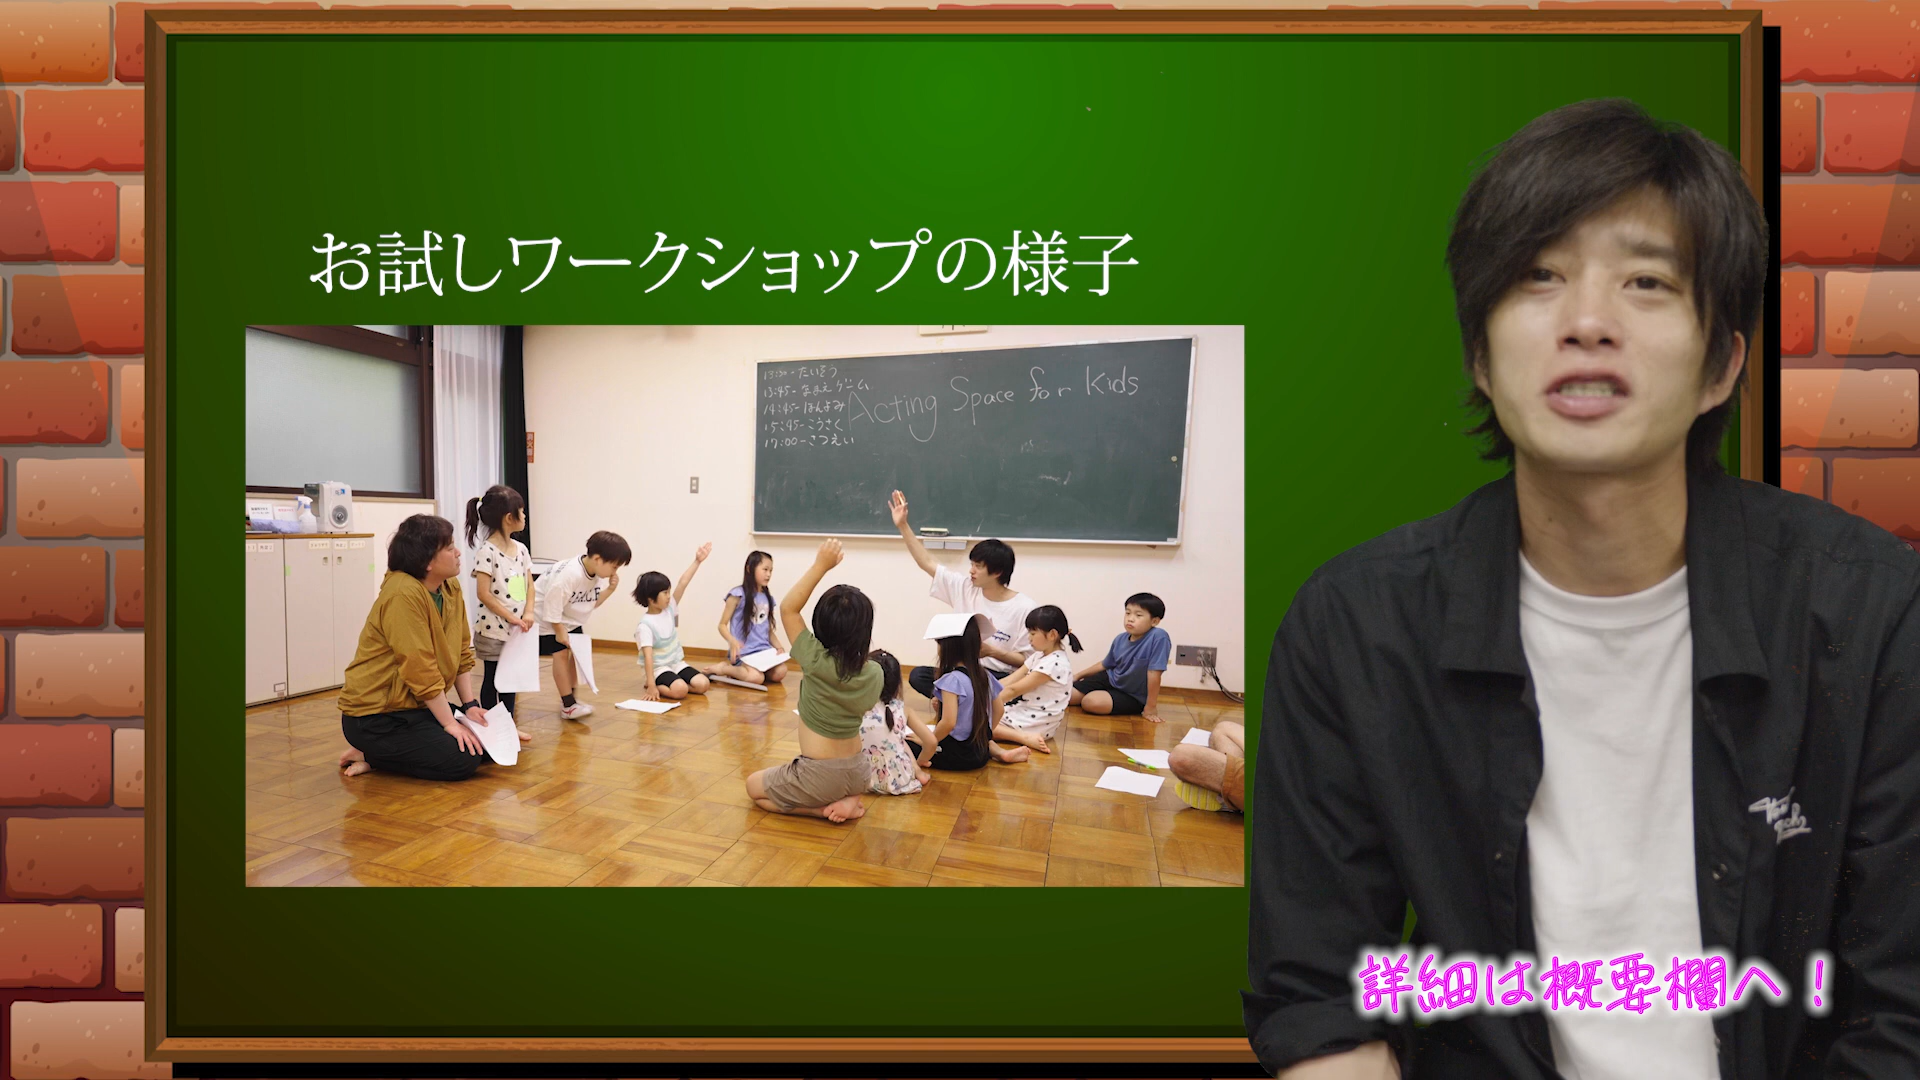 お試しワークショップの様子
13:30-たいそう
13:45-なまえゲーム
14:45-ほんよみ
15:45-こうさく
17:00-さつえい
Acting Space for Kids
PEACE
詳細は概要欄へ！